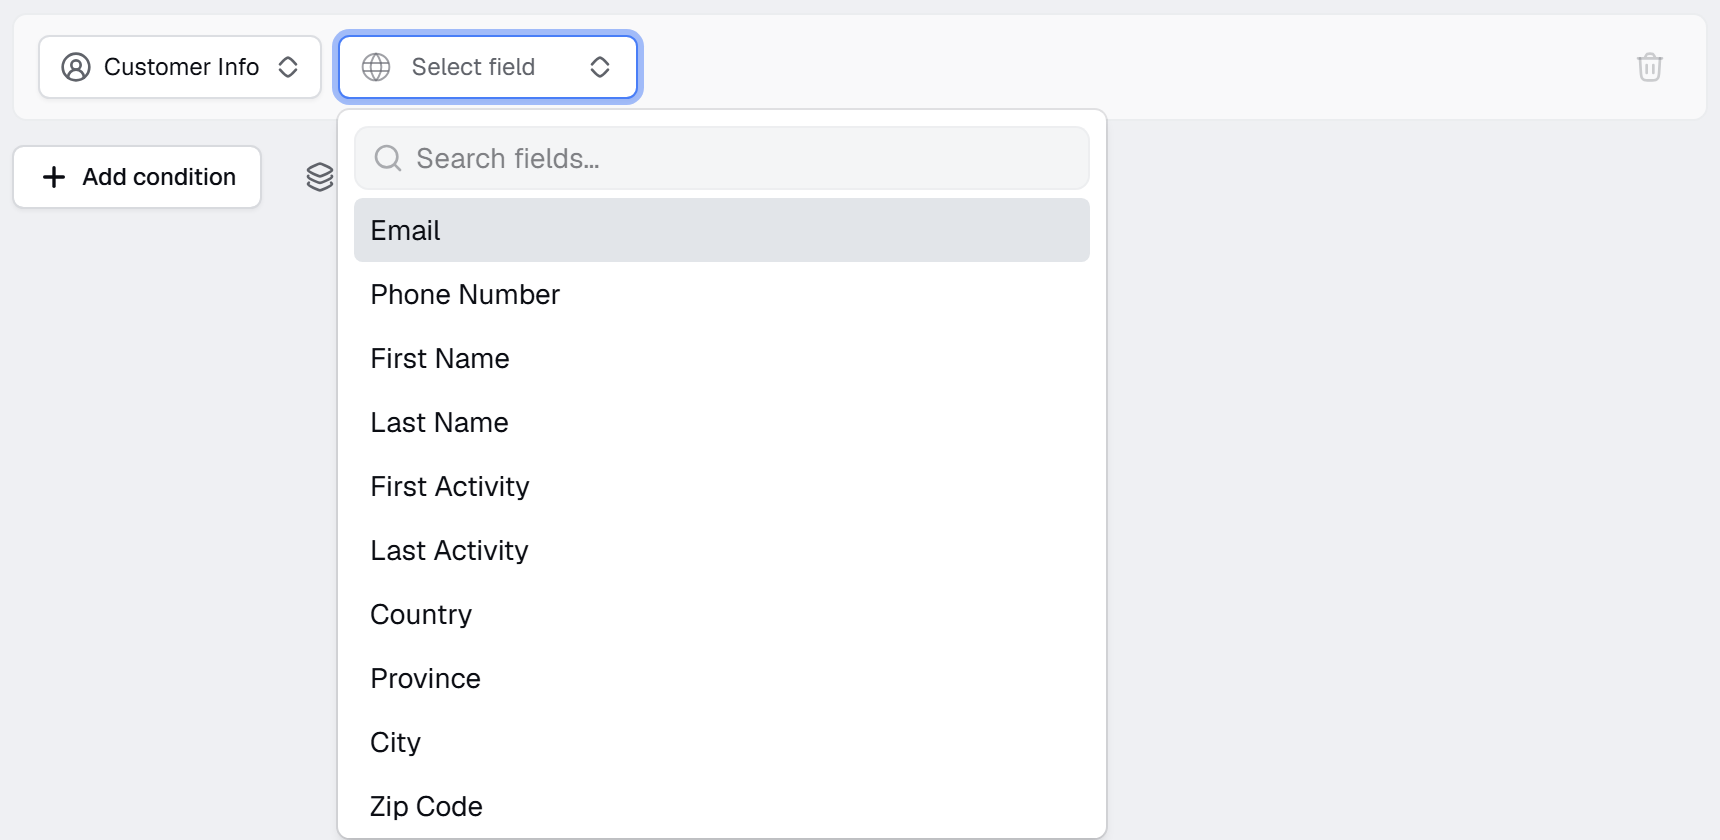 Customer Info
Select field
Search fields...
Add condition
Email
Phone Number
First Name
Last Name
First Activity
Last Activity
Country
Province
City
Zip Code